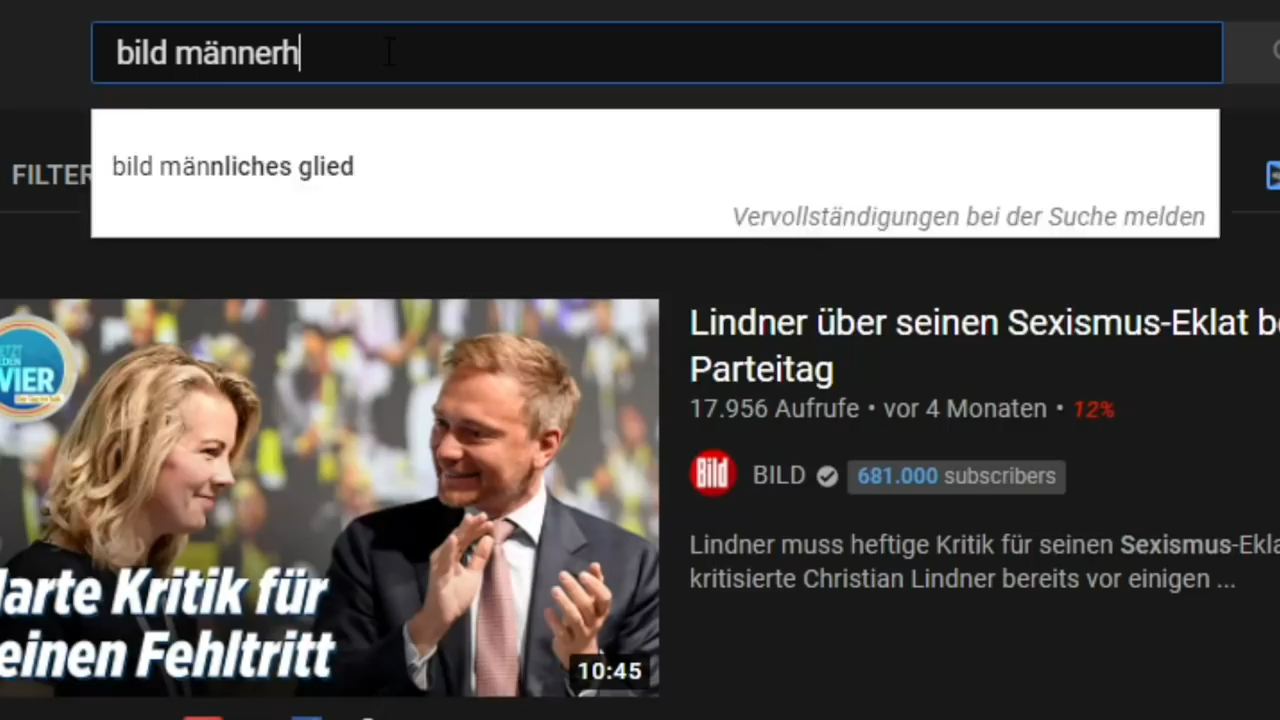 bild männerh
bild männliches glied
Vervollständigungen bei der Suche melden
FILTER
VIER
Harte Kritik für
seinen Fehltritt
10:45
Lindner über seinen Sexismus-Eklat be
Parteitag
17.956 Aufrufe • vor 4 Monaten • 12%
Bild
BILD
681.000 subscribers
Lindner muss heftige Kritik für seinen Sexismus-Ekla
kritisierte Christian Lindner bereits vor einigen ...